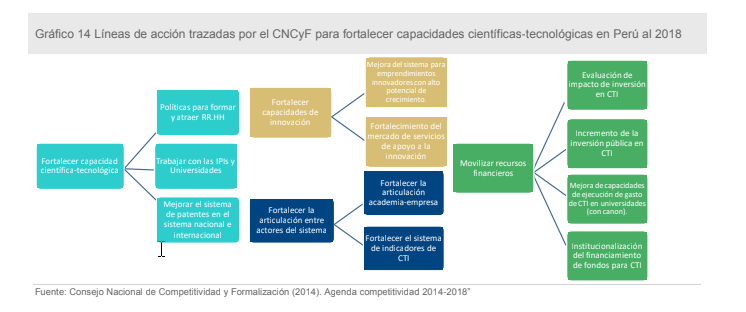 Gráfico 14 Líneas de acción trazadas por el CNCyF para fortalecer capacidades científicas-tecnológicas en Perú al 2018
Fortalecer capacidad
científica-tecnológica
Políticas para formar
y atraer RR.HH
Trabajar con las IPIs y
Universidades
Mejorar el sistema
de patentes en el
sistema nacional e
internacional
Fortalecer
capacidades de
innovación
Mejora del sistema para
emprendimientos
innovadores con alto
potencial de
crecimiento.
Fortalecimiento del
mercado de servicios
de apoyo a la
innovación
Fortalecer la
articulación entre
actores del sistema
Fortalecer la
articulación
academia-empresa
Fortalecer el sistema
de indicadores de
CTI
Movilizar recursos
financieros
Evaluación de
impacto de inversión
en CTI
Incremento de la
inversión pública en
CTI
Mejora de capacidades
de ejecución de gasto
de CTI en universidades
(con canon).
Institucionalización
del financiamiento
de fondos para CTI
Fuente: Consejo Nacional de Competitividad y Formalización (2014). Agenda competitividad 2014-2018"